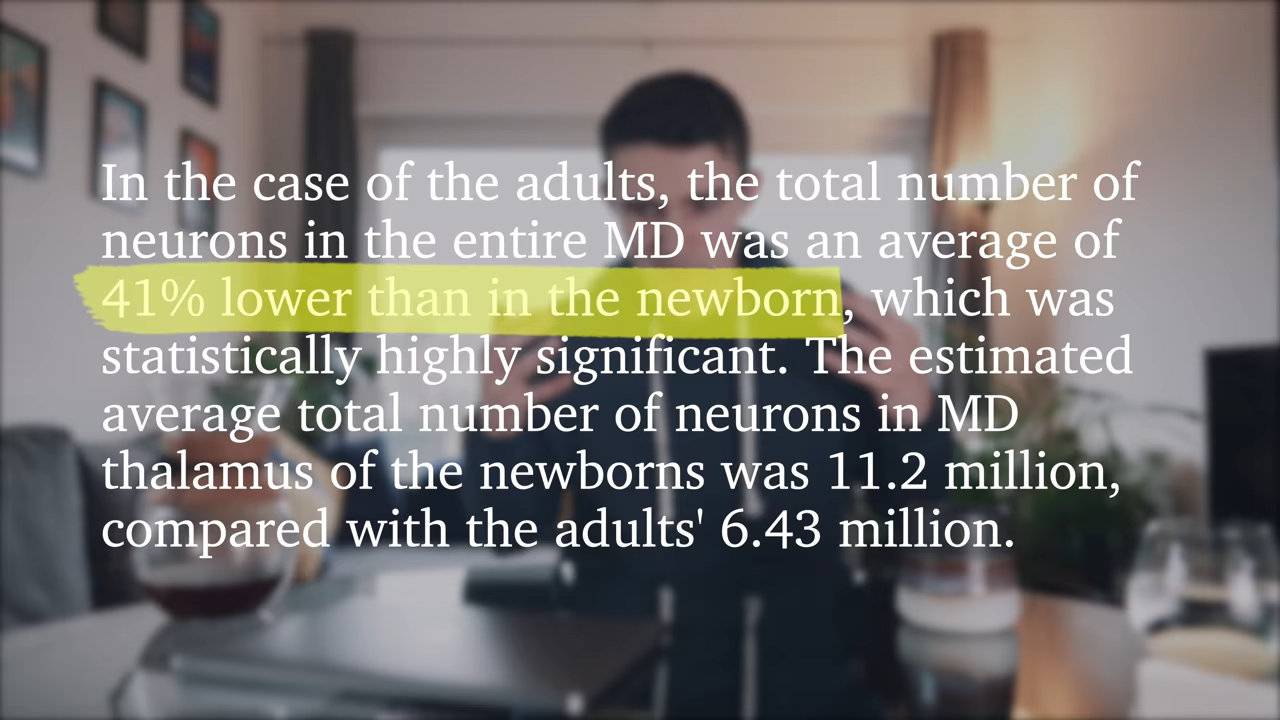 In the case of the adults, the total number of
neurons in the entire MD was an average of
41% lower than in the newborn, which was
statistically highly significant. The estimated
average total number of neurons in MD
thalamus of the newborns was 11.2 million,
compared with the adults' 6.43 million.